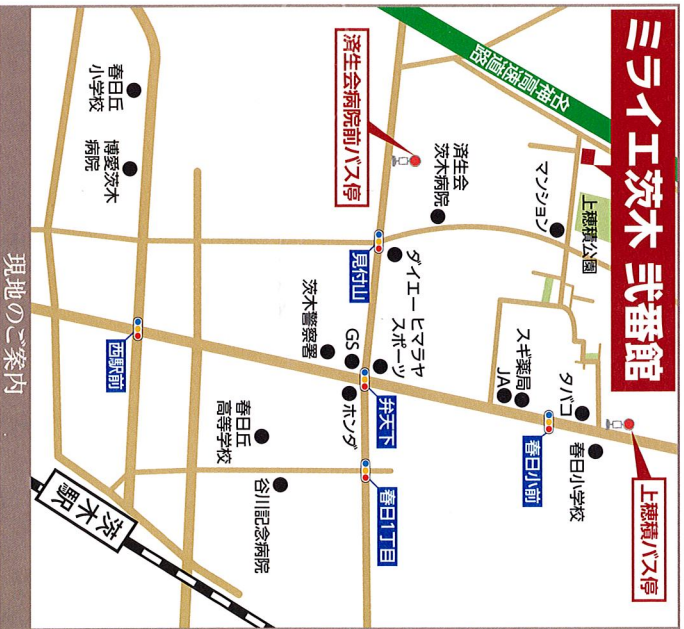 ミライエ茨木 弐番館
名神高速道路
済生会病院前バス停
上穂積バス停
上穂積公園
マンション
済生会
茨木病院
春日丘
小学校
博愛茨木
病院
見付山
ダイエー ヒマラヤ
スポーツ
GS
茨木警察署
スギ薬局
JA
タバコ
春日小学校
春日小前
弁天下
ホンダ
春日1丁目
西駅前
春日丘
高等学校
谷川記念病院
茨木駅
現地のご案内